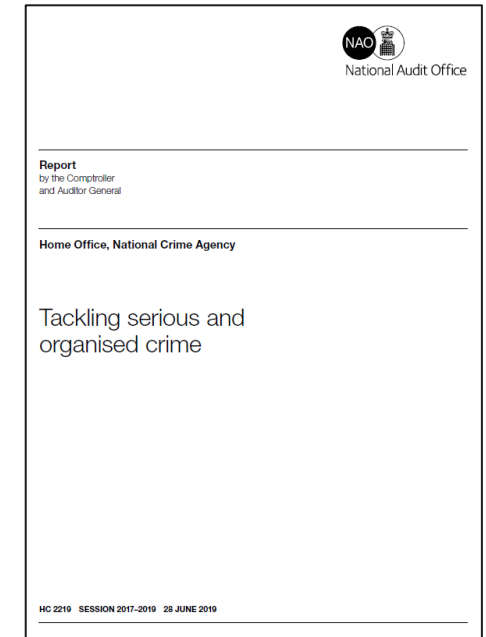 NAO
National Audit Office
Report
by the Comptroller
and Auditor General
Home Office, National Crime Agency
Tackling serious and
organised crime
HC 2219 SESSION 2017–2019 28 JUNE 2019